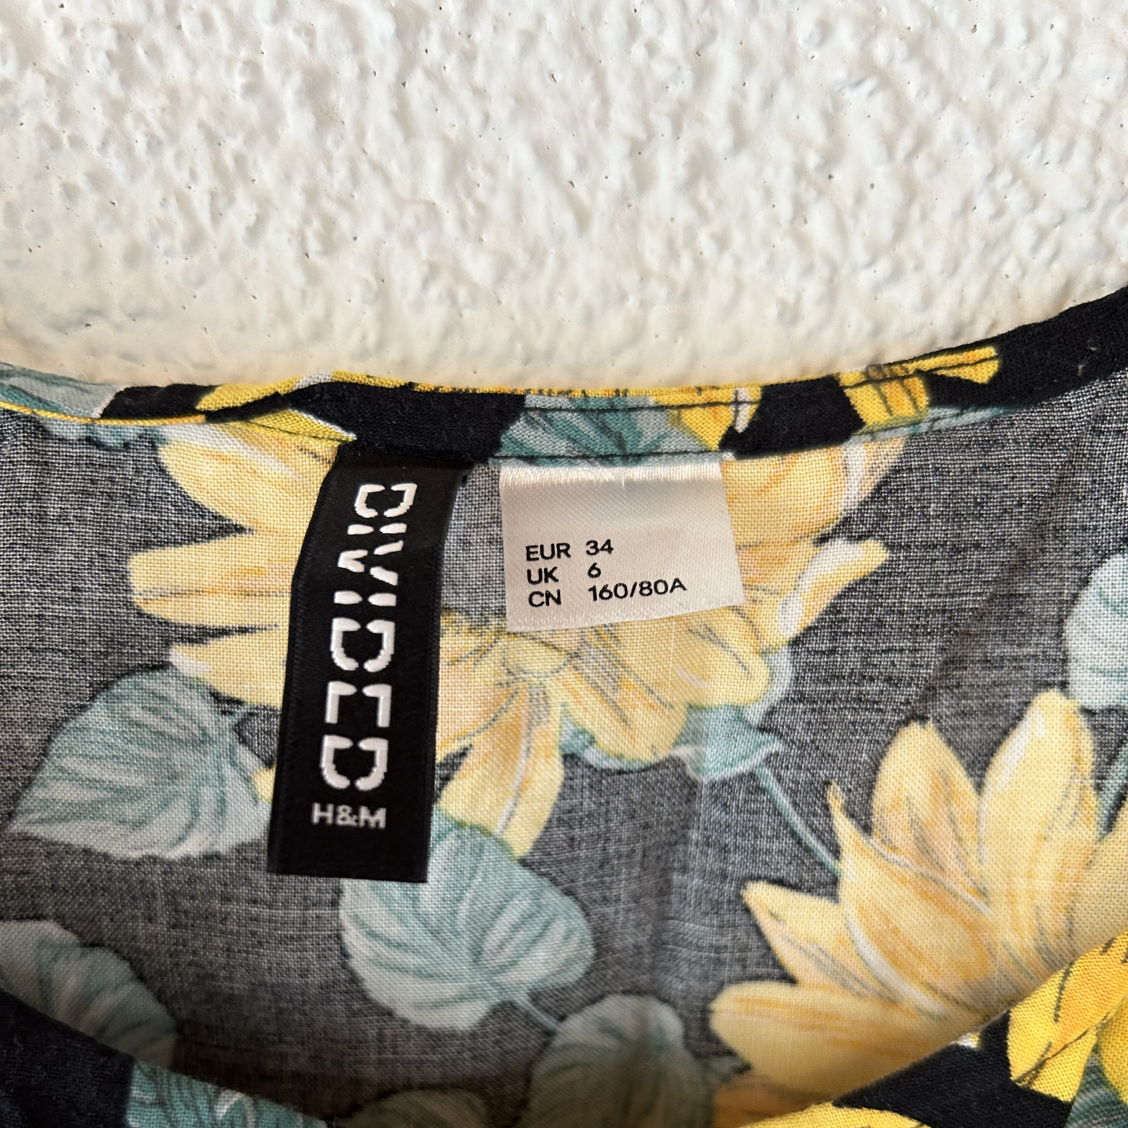 DIVIDED
H&M
EUR 34
UK 6
CN 160/80A